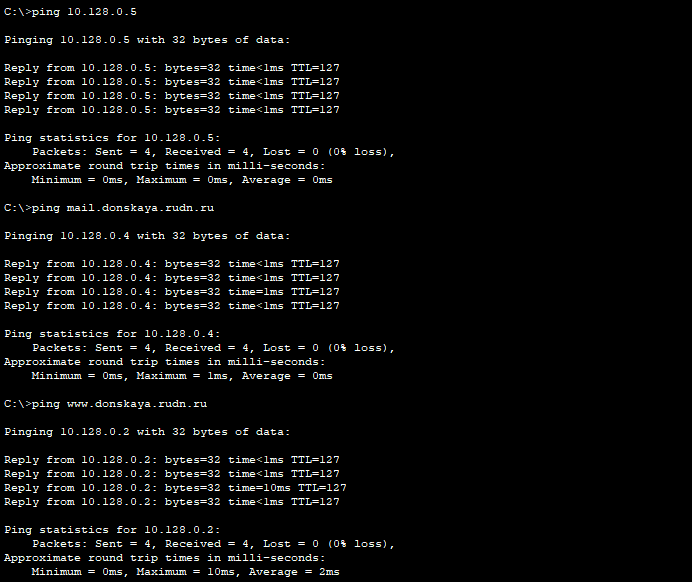 C:\>ping 10.128.0.5
Pinging 10.128.0.5 with 32 bytes of data:
Reply from 10.128.0.5: bytes=32 time<1ms TTL=127
Reply from 10.128.0.5: bytes=32 time<1ms TTL=127
Reply from 10.128.0.5: bytes=32 time<1ms TTL=127
Reply from 10.128.0.5: bytes=32 time<1ms TTL=127
Ping statistics for 10.128.0.5:
    Packets: Sent = 4, Received = 4, Lost = 0 (0% loss),
Approximate round trip times in milli-seconds:
    Minimum = 0ms, Maximum = 0ms, Average = 0ms
C:\>ping mail.donskaya.rudn.ru
Pinging 10.128.0.4 with 32 bytes of data:
Reply from 10.128.0.4: bytes=32 time<1ms TTL=127
Reply from 10.128.0.4: bytes=32 time<1ms TTL=127
Reply from 10.128.0.4: bytes=32 time=1ms TTL=127
Reply from 10.128.0.4: bytes=32 time<1ms TTL=127
Ping statistics for 10.128.0.4:
    Packets: Sent = 4, Received = 4, Lost = 0 (0% loss),
Approximate round trip times in milli-seconds:
    Minimum = 0ms, Maximum = 1ms, Average = 0ms
C:\>ping www.donskaya.rudn.ru
Pinging 10.128.0.2 with 32 bytes of data:
Reply from 10.128.0.2: bytes=32 time<1ms TTL=127
Reply from 10.128.0.2: bytes=32 time<1ms TTL=127
Reply from 10.128.0.2: bytes=32 time=10ms TTL=127
Reply from 10.128.0.2: bytes=32 time<1ms TTL=127
Ping statistics for 10.128.0.2:
    Packets: Sent = 4, Received = 4, Lost = 0 (0% loss),
Approximate round trip times in milli-seconds:
    Minimum = 0ms, Maximum = 10ms, Average = 2ms